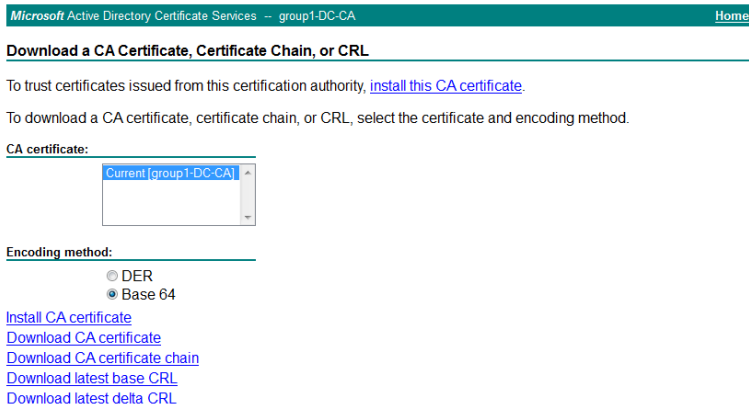 Microsoft Active Directory Certificate Services -- group1-DC-CA Home
Download a CA Certificate, Certificate Chain, or CRL
To trust certificates issued from this certification authority, install this CA certificate.
To download a CA certificate, certificate chain, or CRL, select the certificate and encoding method.
CA certificate:
Current [group1-DC-CA]
Encoding method:
DER
Base 64
Install CA certificate
Download CA certificate
Download CA certificate chain
Download latest base CRL
Download latest delta CRL